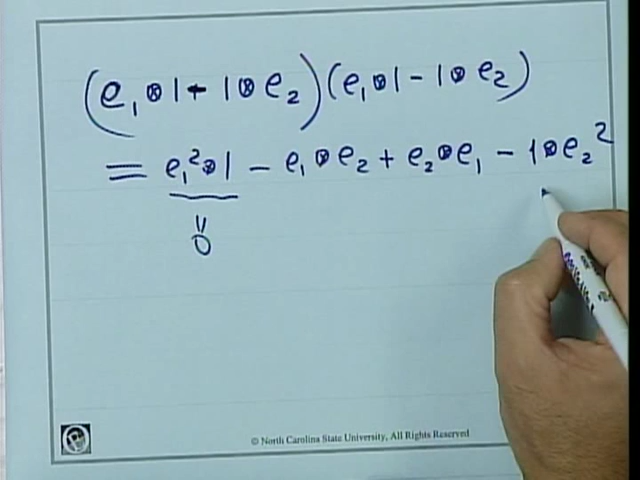 (e₁⊗1 + 1⊗e₂)(e₁⊗1 - 1⊗e₂)
= e₁²⊗1 - e₁⊗e₂ + e₂⊗e₁ - 1⊗e₂²
=
0
© North Carolina State University, All Rights Reserved